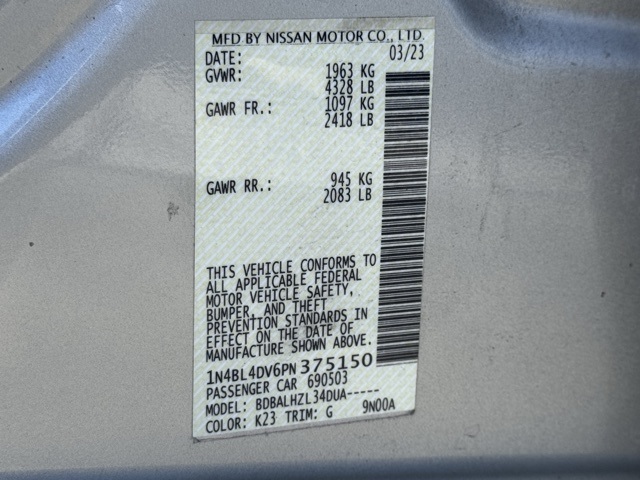 MFD BY NISSAN MOTOR CO., LTD.
DATE: 03/23
GVWR: 1963 KG
4328 LB
GAWR FR.: 1097 KG
2418 LB
GAWR RR.: 945 KG
2083 LB
THIS VEHICLE CONFORMS TO
ALL APPLICABLE FEDERAL
MOTOR VEHICLE SAFETY,
BUMPER, AND THEFT
PREVENTION STANDARDS IN
EFFECT ON THE DATE OF
MANUFACTURE SHOWN ABOVE.
1N4BL4DV6PN375150
PASSENGER CAR 690503
MODEL: BDBALHZL34DUA-----
COLOR: K23 TRIM: G 9N00A